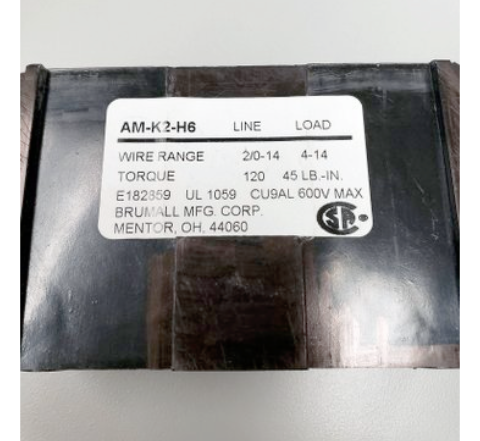 AM-K2-H6 LINE LOAD
WIRE RANGE 2/0-14 4-14
TORQUE 120 45 LB.-IN.
E182859 UL 1059 CU9AL 600V MAX
BRUMALL MFG. CORP.
MENTOR, OH. 44060
SA ®